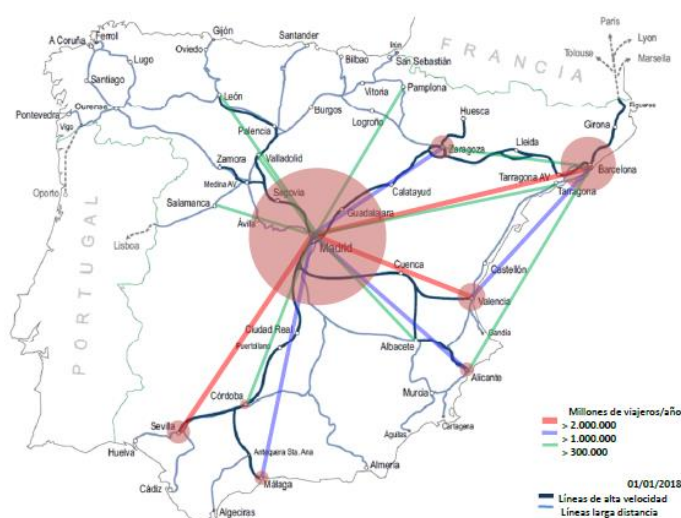 París
Lyon
Tolouse
Marsella
Ferrol
A Coruña
Lugo
Santiago
Pontevedra
Vigo
Ourense
Oporto
Lisboa
Gijón
Oviedo
Santander
Bilbao
Irún
San Sebastián
FRANCIA
León
Vitoria
Pamplona
Palencia
Burgos
Logroño
Huesca
Figueres
Girona
Zamora
Valladolid
Zaragoza
Lleida
Barcelona
Medina AV
Segovia
Calatayud
Tarragona AV
Tarragona
Salamanca
Guadalajara
Ávila
Madrid
PORTUGAL
Cuenca
Castellón
Valencia
Gandía
Ciudad Real
Puertollano
Albacete
Alicante
Murcia
Córdoba
Cartagena
Águilas
Sevilla
Huelva
Antequera Sta. Ana
Almería
Cádiz
Málaga
Algeciras
Millones de viajeros/año
> 2.000.000
> 1.000.000
> 300.000
01/01/2018
Líneas de alta velocidad
Líneas larga distancia